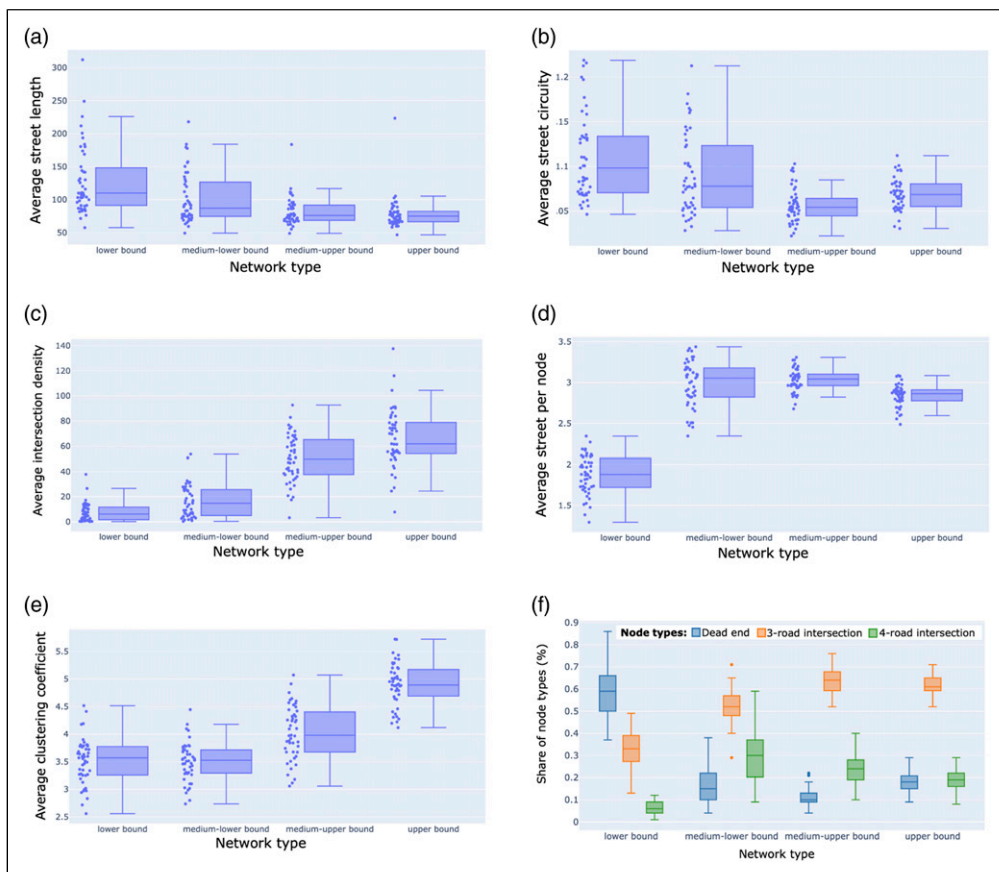 (a)
Average street length
300
250
200
150
100
50
lower bound medium-lower bound medium-upper bound upper bound
Network type
(b)
Average street circuity
1.2
.15
1.1
.05
lower bound medium-lower bound medium-upper bound upper bound
Network type
(c)
Average intersection density
140
120
100
80
60
40
20
0
lower bound medium-lower bound medium-upper bound upper bound
Network type
(d)
Average street per node
3.5
3
2.5
2
1.5
lower bound medium-lower bound medium-upper bound upper bound
Network type
(e)
Average clustering coefficient
5.5
5
4.5
4
3.5
3
2.5
lower bound medium-lower bound medium-upper bound upper bound
Network type
(f)
Share of node types (%)
0.9
0.8
0.7
0.6
0.5
0.4
0.3
0.2
0.1
0
Node types: Dead end 3-road intersection 4-road intersection
lower bound medium-lower bound medium-upper bound upper bound
Network type